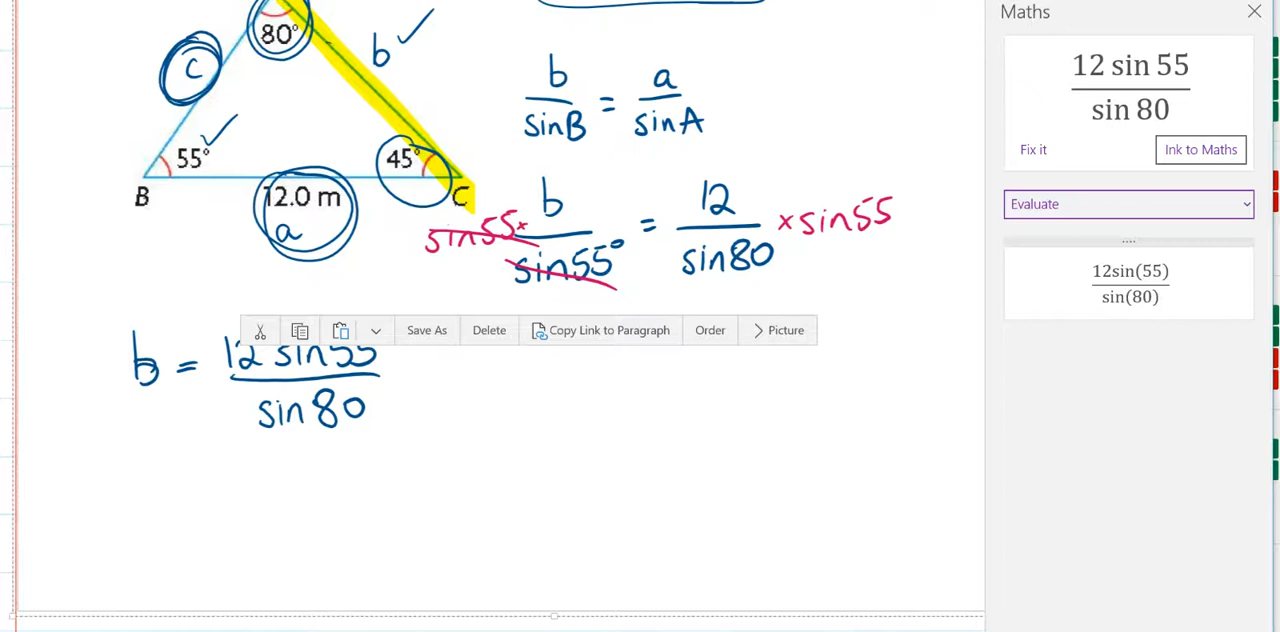 Maths
80°
b
c
b/sinB = a/sinA
12 sin 55
sin 80
Fix it
Ink to Maths
55°
45°
B
12.0 m
C
a
sin55 × b/sin55° = 12/sin80 × sin55
Evaluate
12sin(55)
sin(80)
Save As
Delete
Copy Link to Paragraph
Order
Picture
b = 12 sin55/sin 80